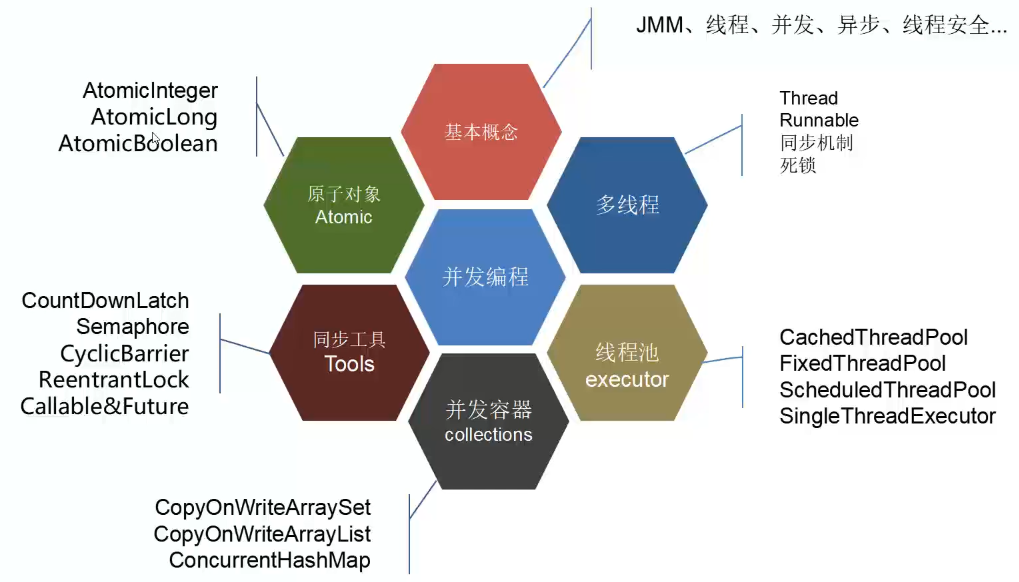 JMM、线程、并发、异步、线程安全...
AtomicInteger
AtomicLong
AtomicBoolean
基本概念
Thread
Runnable
同步机制
死锁
原子对象
Atomic
多线程
并发编程
CountDownLatch
Semaphore
CyclicBarrier
ReentrantLock
Callable&Future
同步工具
Tools
线程池
executor
CachedThreadPool
FixedThreadPool
ScheduledThreadPool
SingleThreadExecutor
并发容器
collections
CopyOnWriteArraySet
CopyOnWriteArrayList
ConcurrentHashMap